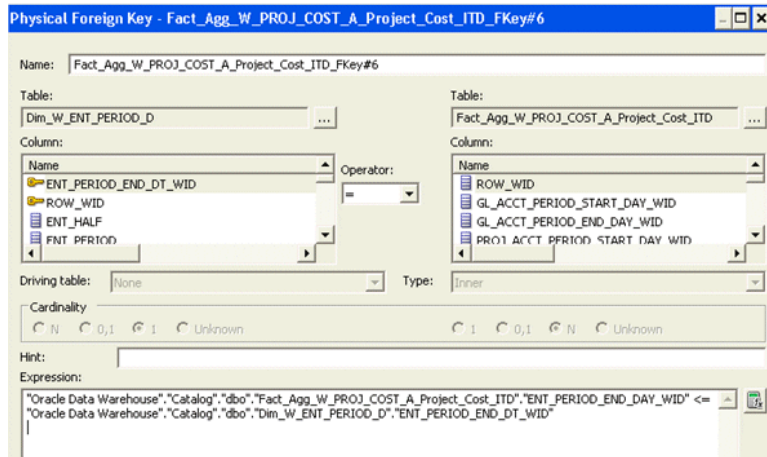 Physical Foreign Key - Fact_Agg_W_PROJ_COST_A_Project_Cost_ITD_FKey#6
Name: Fact_Agg_W_PROJ_COST_A_Project_Cost_ITD_FKey#6
Table: Table:
Dim_W_ENT_PERIOD_D ... Fact_Agg_W_PROJ_COST_A_Project_Cost_ITD ...
Column: Column:
Name Operator: Name
ENT_PERIOD_END_DT_WID = ROW_WID
ROW_WID GL_ACCT_PERIOD_START_DAY_WID
ENT_HALF GL_ACCT_PERIOD_END_DAY_WID
ENT_PERIOD PROJ_ACCT_PERIOD_START_DAY_WID
Driving table: None Type: Inner
Cardinality
N 0,1 1 Unknown 1 0,1 N Unknown
Hint:
Expression:
"Oracle Data Warehouse"."Catalog"."dbo"."Fact_Agg_W_PROJ_COST_A_Project_Cost_ITD"."ENT_PERIOD_END_DAY_WID" <=
"Oracle Data Warehouse"."Catalog"."dbo"."Dim_W_ENT_PERIOD_D"."ENT_PERIOD_END_DT_WID"